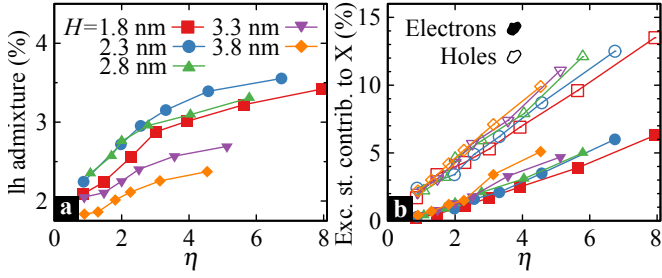 lh admixture (%)
4
3
2
H=1.8 nm
2.3 nm
2.8 nm
3.3 nm
3.8 nm
a
0 2 4 6 8
η
Exc. st. contrib. to X (%)
15
10
5
0
Electrons
Holes
b
0 2 4 6 8
η